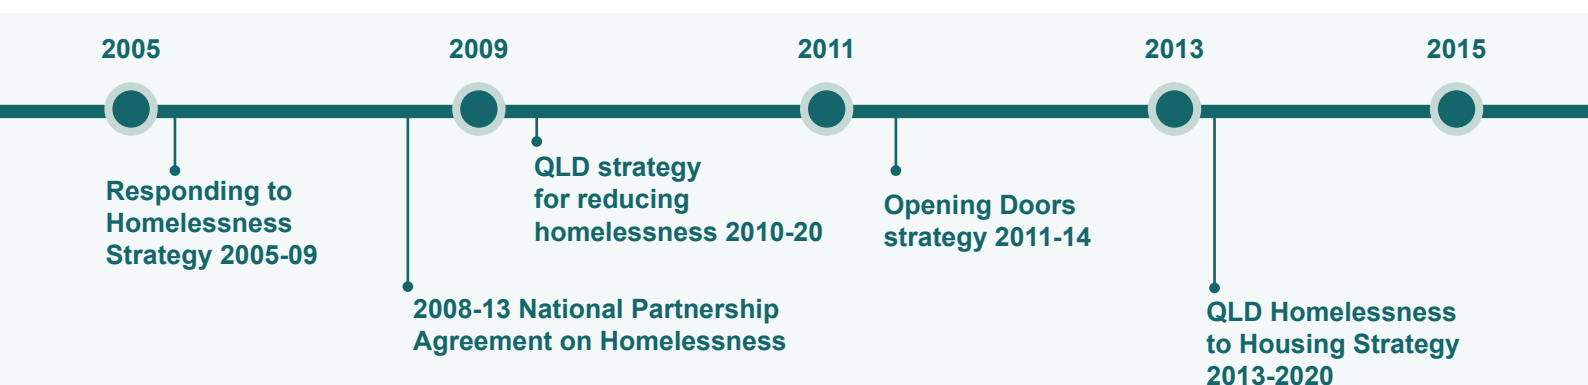 2005
2009
2011
2013
2015
Responding to
Homelessness
Strategy 2005-09
2008-13 National Partnership
Agreement on Homelessness
QLD strategy
for reducing
homelessness 2010-20
Opening Doors
strategy 2011-14
QLD Homelessness
to Housing Strategy
2013-2020